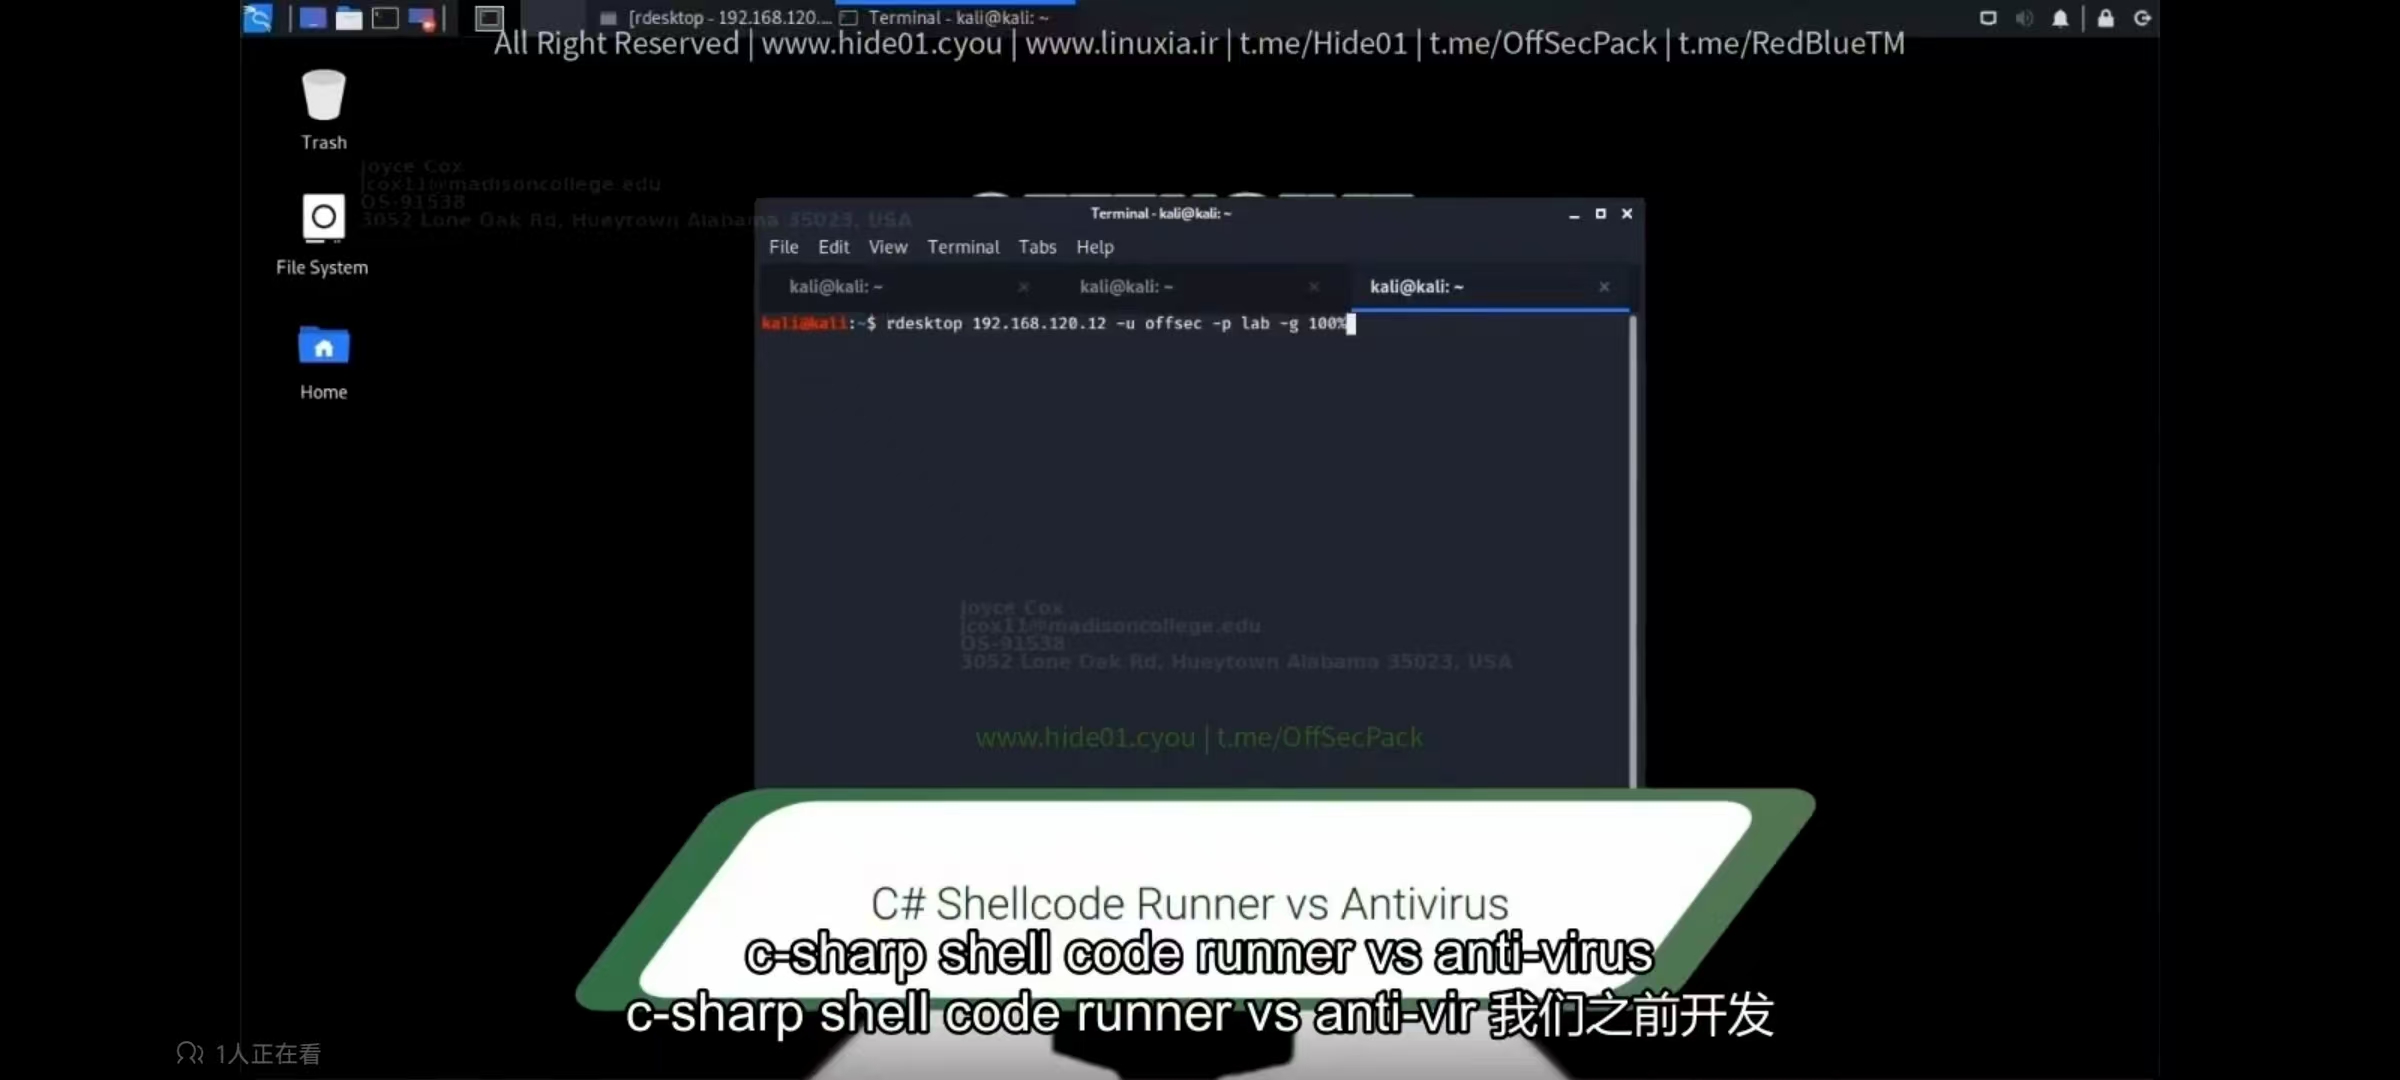 [rdesktop - 192.168.120....
Terminal - kali@kali: ~
All Right Reserved | www.hide01.cyou | www.linuxia.ir | t.me/Hide01 | t.me/OffSecPack | t.me/RedBlueTM
Trash
Joyce Cox
jcox11@madisoncollege.edu
OS-91538
3052 Lone Oak Rd, Hueytown Alabama 35023, USA
File System
Home
Terminal - kali@kali: ~
File Edit View Terminal Tabs Help
kali@kali: ~ kali@kali: ~ kali@kali: ~
kali@kali:~$ rdesktop 192.168.120.12 -u offsec -p lab -g 100%
Joyce Cox
jcox11@madisoncollege.edu
OS-91538
3052 Lone Oak Rd, Hueytown Alabama 35023, USA
www.hide01.cyou | t.me/OffSecPack
C# Shellcode Runner vs Antivirus
c-sharp shell code runner vs anti-virus
c-sharp shell code runner vs anti-vir 我们之前开发
1人正在看